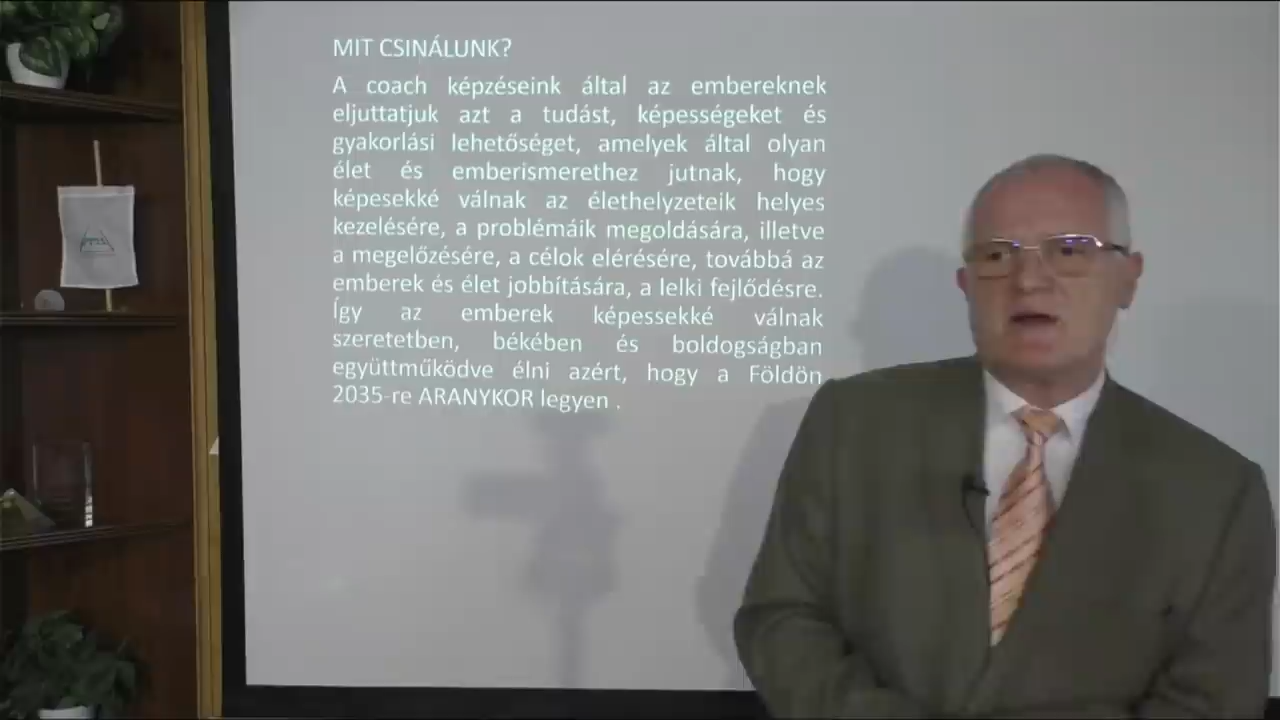 MIT CSINÁLUNK?
A coach képzéseink által az embereknek
eljuttatjuk azt a tudást, képességeket és
gyakorlási lehetőséget, amelyek által olyan
élet és emberismerethez jutnak, hogy
képesekké válnak az élethelyzeteik helyes
kezelésére, a problémáik megoldására, illetve
a megelőzésére, a célok elérésére, továbbá az
emberek és élet jobbítására, a lelki fejlődésre.
Így az emberek képessekké válnak
szeretetben, békében és boldogságban
együttműködve élni azért, hogy a Földön
2035-re ARANYKOR legyen .